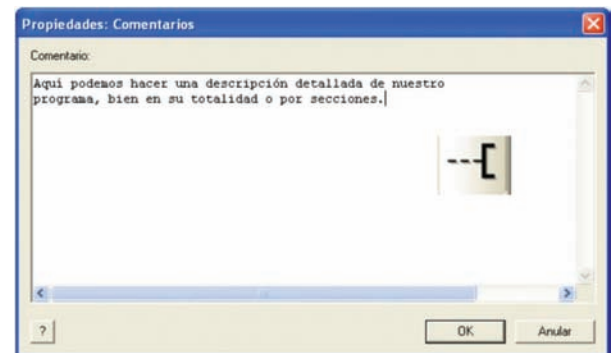 Propiedades: Comentarios
Comentario:
Aquí podemos hacer una descripción detallada de nuestro
programa, bien en su totalidad o por secciones.
?
OK
Anular